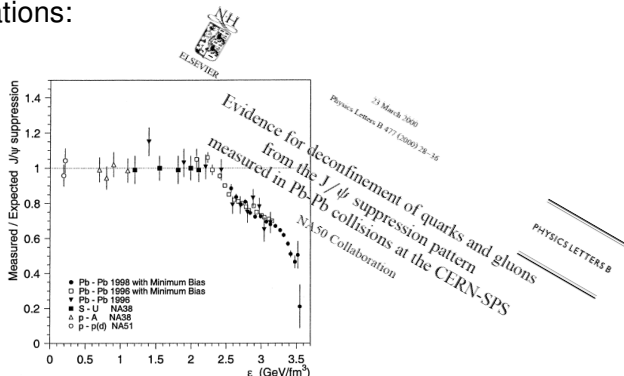 ations:
NH
ELSEVIER
23 March 2000
Physics Letters B 477 (2000) 28–36
PHYSICS LETTERS B
Evidence for deconfinement of quarks and gluons
from the J/ψ suppression pattern
measured in Pb-Pb collisions at the CERN-SPS
NA50 Collaboration
Measured / Expected J/ψ suppression
1.4
1.2
1
0.8
0.6
0.4
0.2
0
● Pb - Pb 1998 with Minimum Bias
□ Pb - Pb 1996 with Minimum Bias
▼ Pb - Pb 1996
■ S - U NA38
△ p - A NA38
○ p - p(d) NA51
0 0.5 1 1.5 2 2.5 3 3.5
ε (GeV/fm³)